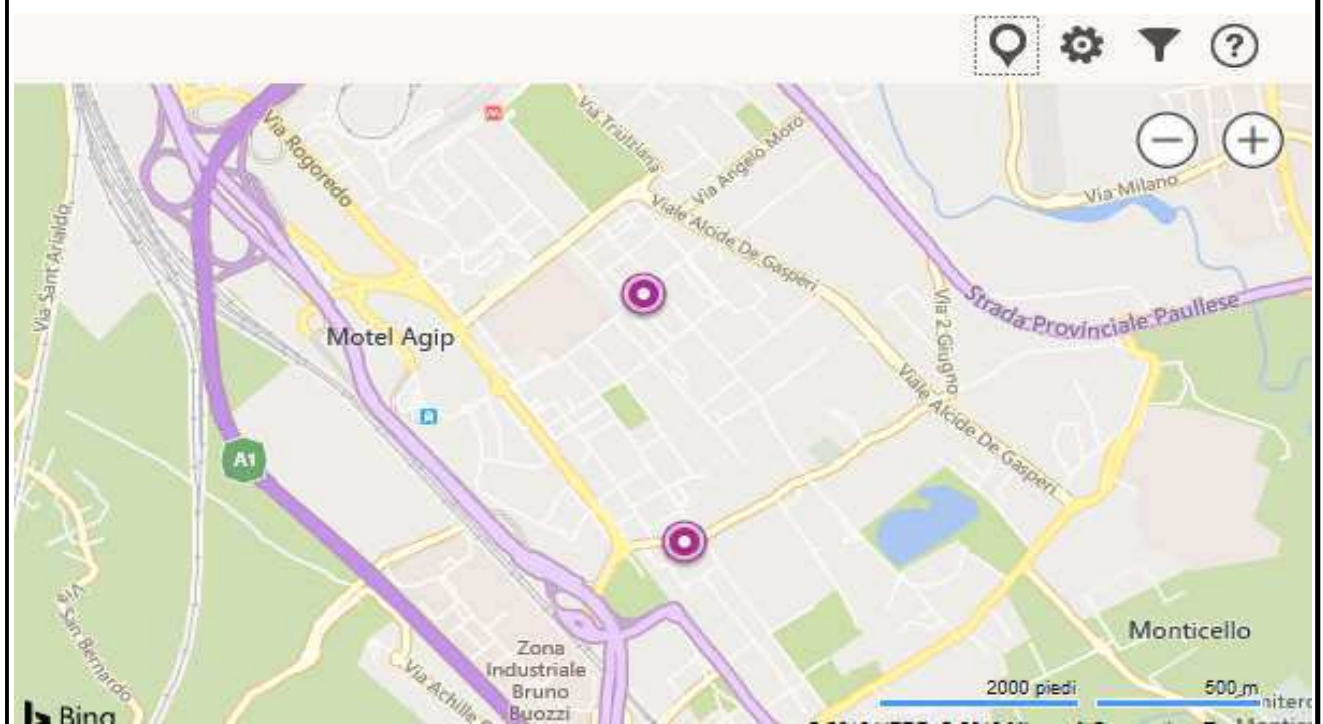 ?
Via Rogoredo
Via Trulziana
Via Angelo Moro
Via Milano
Viale Alcide De Gasperi
Via Sant Arialdo
Via 2 Giugno
Strada Provinciale Paullese
Motel Agip
Viale Alcide De Gasperi
A1
Via San Bernardo
Monticello
Zona
Industriale
Bruno
Buozzi
Via Achille
2000 piedi
500 m
Bing